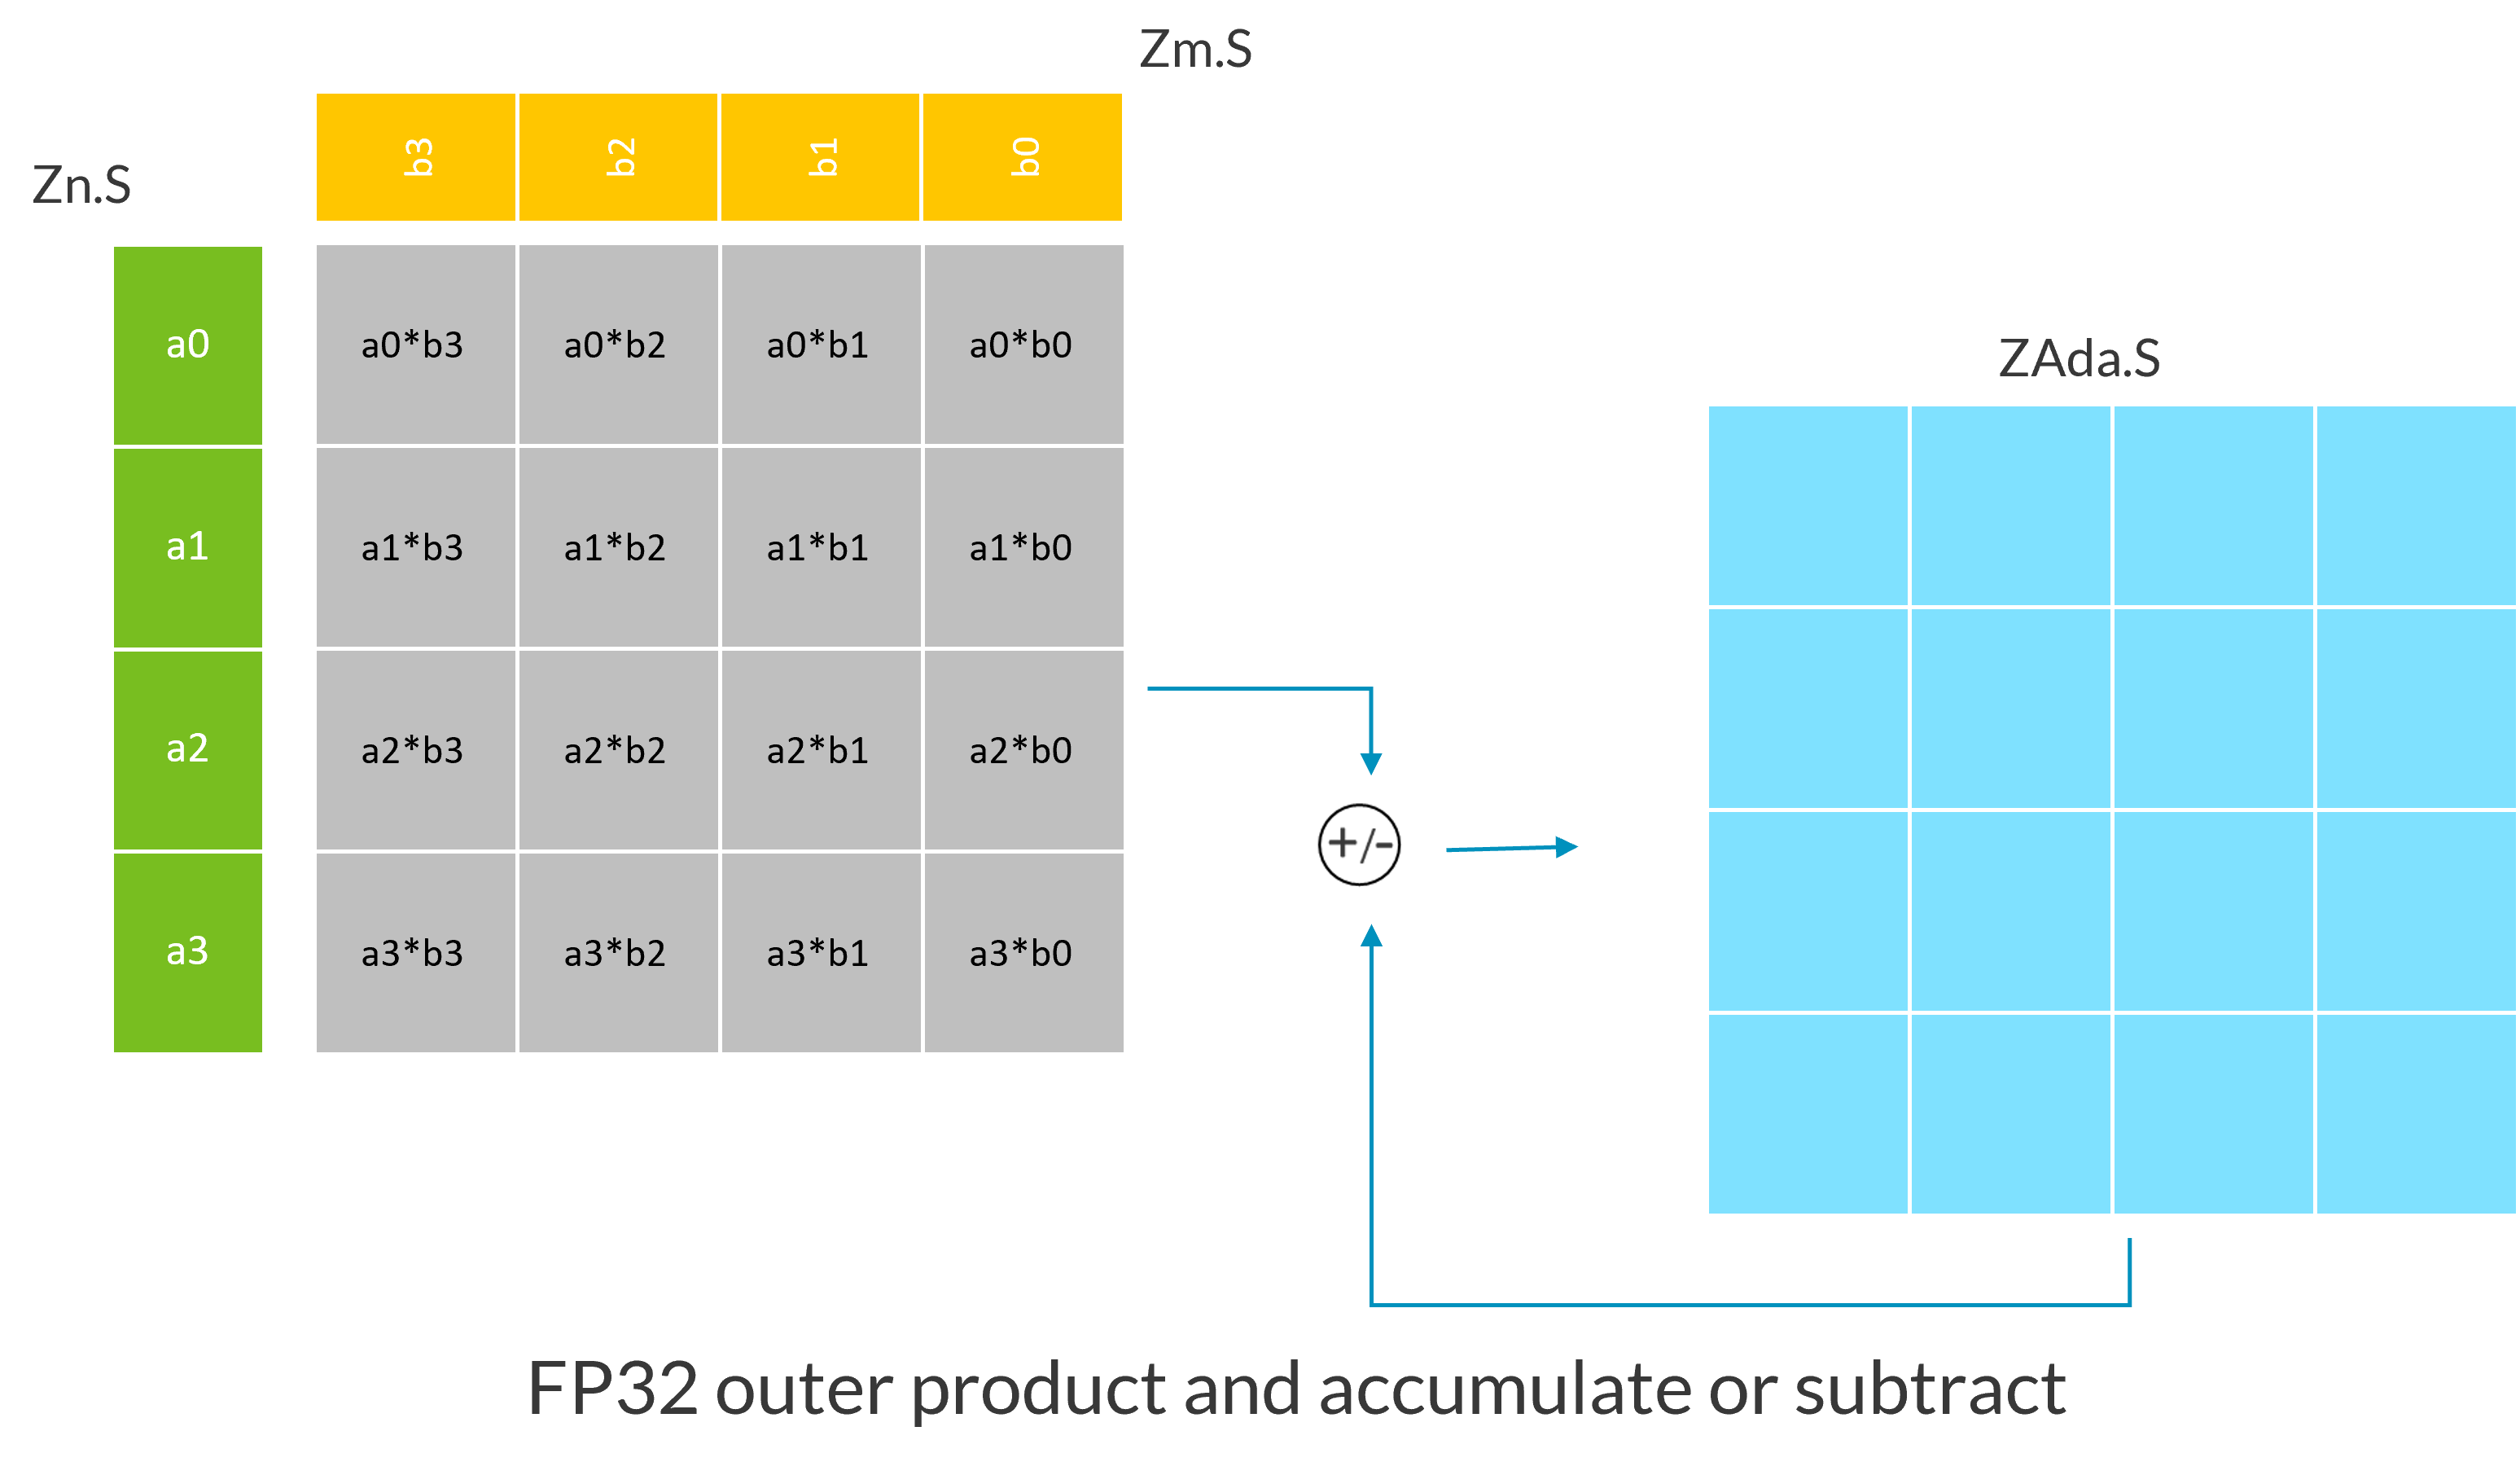 Zm.S
b3 b2 b1 b0
Zn.S
a0 a0*b3 a0*b2 a0*b1 a0*b0
ZAda.S
a1 a1*b3 a1*b2 a1*b1 a1*b0
a2 a2*b3 a2*b2 a2*b1 a2*b0
+/-
a3 a3*b3 a3*b2 a3*b1 a3*b0
FP32 outer product and accumulate or subtract